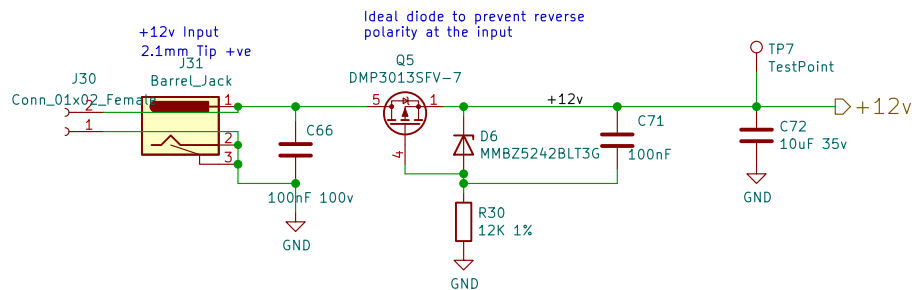 Ideal diode to prevent reverse
polarity at the input
+12v Input
2.1mm Tip +ve
J31
Barrel_Jack
J30
Conn_01x02_Female
2
1
1
2
3
C66
100nF 100v
GND
Q5
DMP3013SFV-7
5
1
4
+12v
D6
MMBZ5242BLT3G
R30
12K 1%
GND
C71
100nF
TP7
TestPoint
C72
10uF 35v
GND
+12v